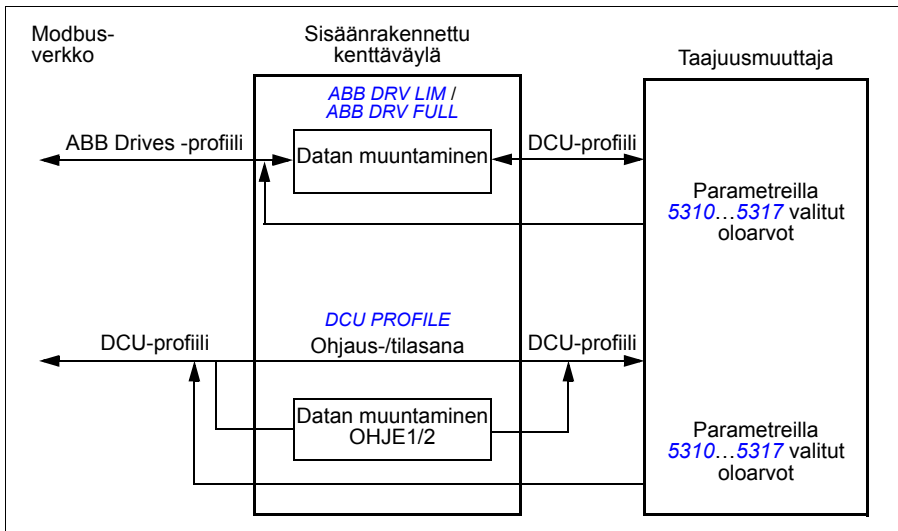 Modbus-
verkko
Sisäänrakennettu
kenttäväylä
Taajuusmuuttaja
ABB DRV LIM /
ABB DRV FULL
ABB Drives -profiili
Datan muuntaminen
DCU-profiili
Parametreilla
5310…5317 valitut
oloarvot
DCU PROFILE
DCU-profiili
Ohjaus-/tilasana
DCU-profiili
Datan muuntaminen
OHJE1/2
Parametreilla
5310…5317 valitut
oloarvot